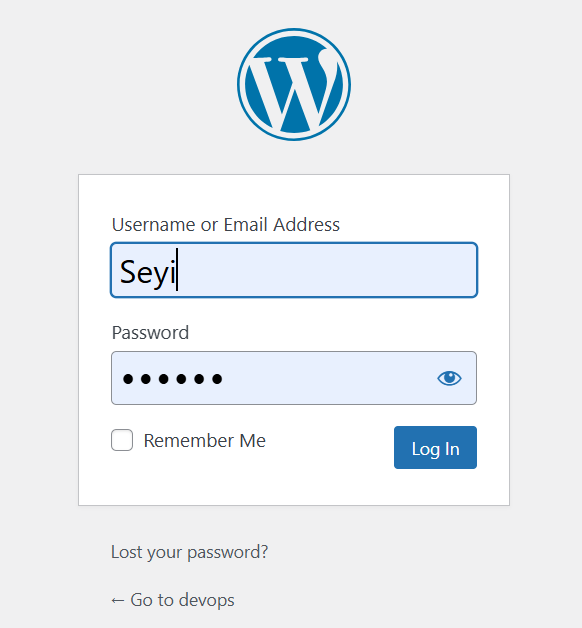 Username or Email Address
Seyi
Password
Remember Me
Log In
Lost your password?
← Go to devops